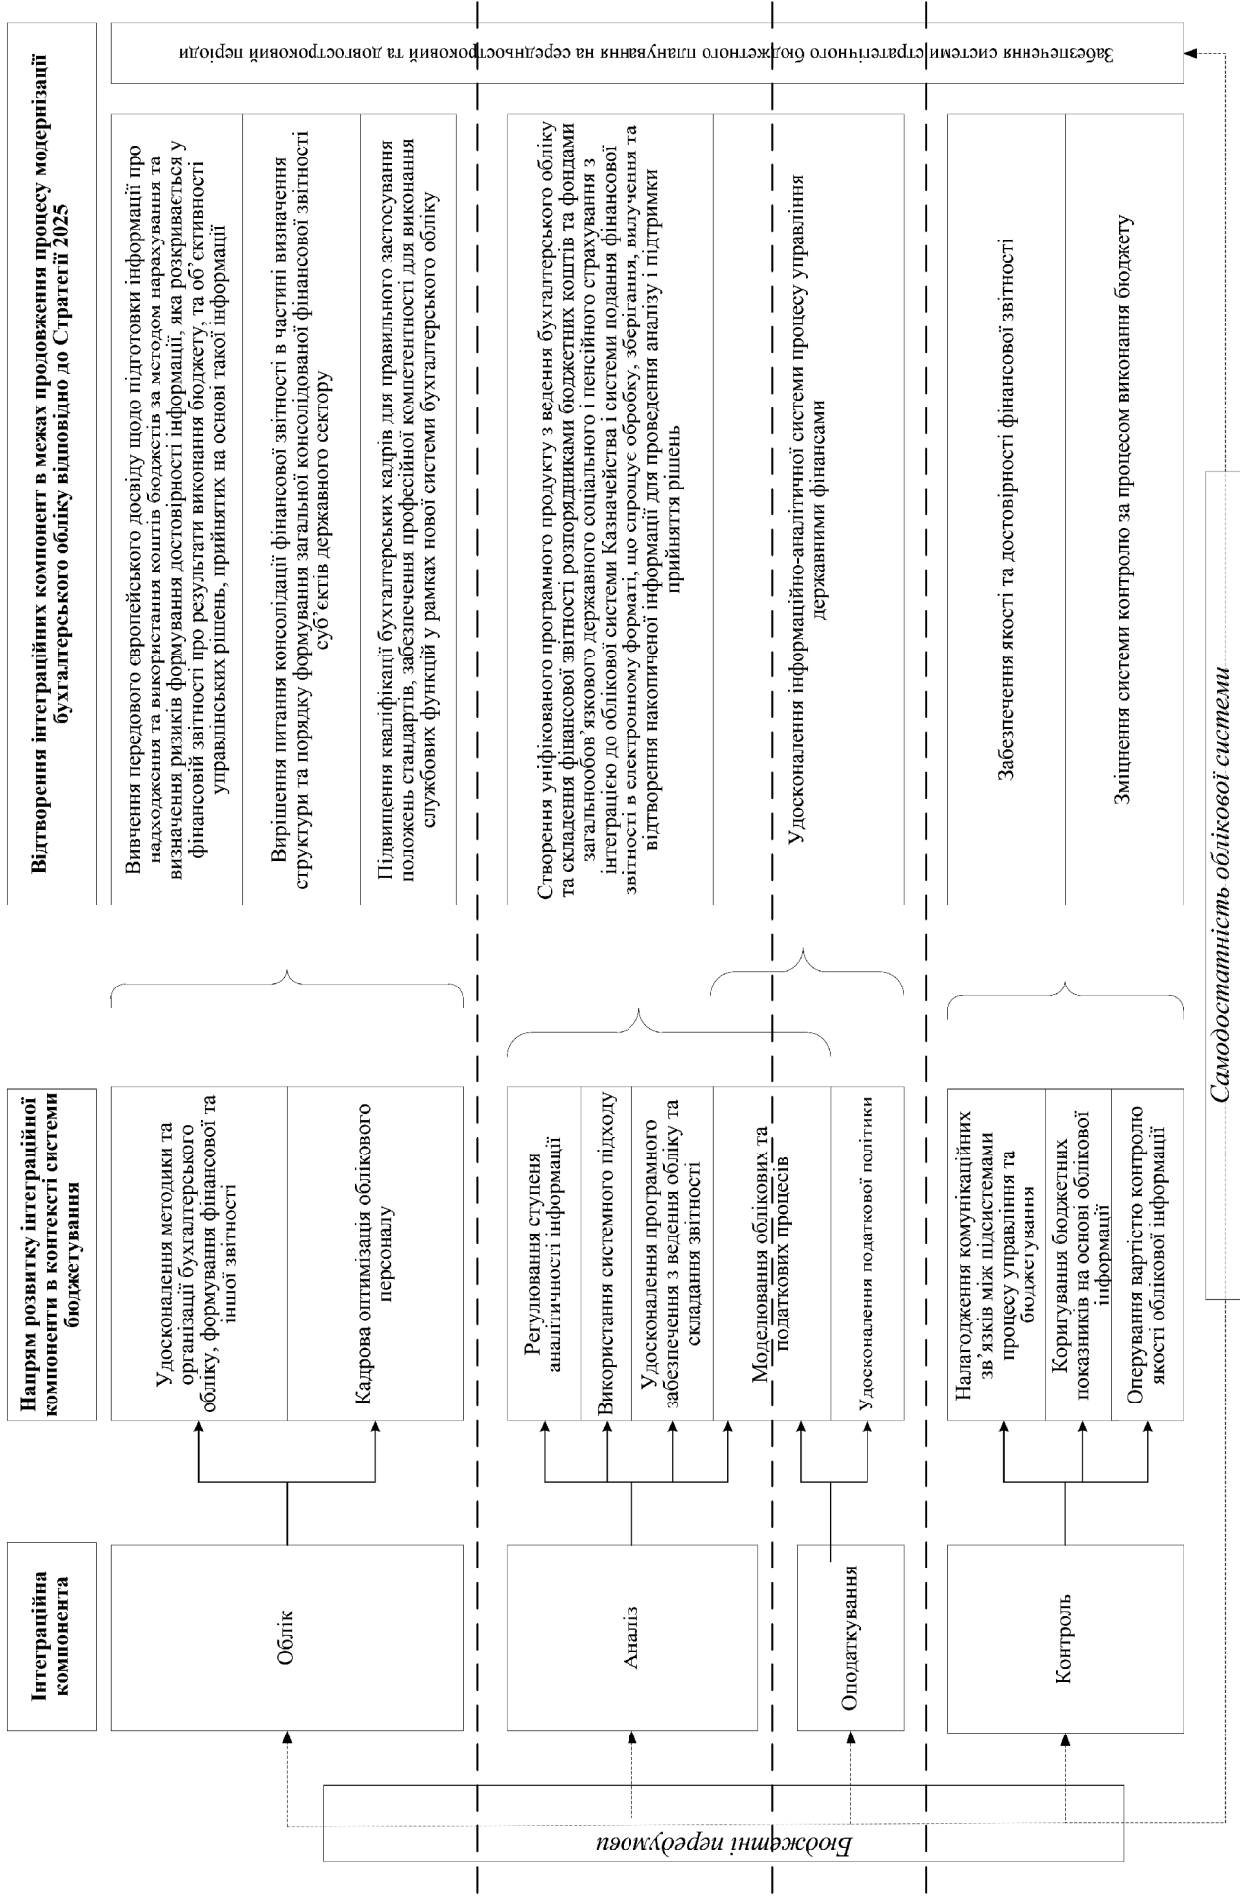 Інтеграційна
компонента
Напрям розвитку інтеграційної
компоненти в контексті системи
бюджетування
Відтворення інтеграційних компонент в межах продовження процесу модернізації
бухгалтерського обліку відповідно до Стратегії 2025
Бюджетні передумови
Облік
Удосконалення методики та
організації бухгалтерського
обліку, формування фінансової та
іншої звітності
Кадрова оптимізація облікового
персоналу
Вивчення передового європейського досвіду щодо підготовки інформації про
надходження та використання коштів бюджетів за методом нарахування та
визначення ризиків формування достовірності інформації, яка розкривається у
фінансовій звітності про результати виконання бюджету, та об’єктивності
управлінських рішень, прийнятих на основі такої інформації
Вирішення питання консолідації фінансової звітності в частині визначення
структури та порядку формування загальної консолідованої фінансової звітності
суб’єктів державного сектору
Підвищення кваліфікації бухгалтерських кадрів для правильного застосування
положень стандартів, забезпечення професійної компетентності для виконання
службових функцій у рамках нової системи бухгалтерського обліку
Аналіз
Регулювання ступеня
аналітичності інформації
Використання системного підходу
Удосконалення програмного
забезпечення з ведення обліку та
складання звітності
Моделювання облікових та
податкових процесів
Створення уніфікованого програмного продукту з ведення бухгалтерського обліку
та складення фінансової звітності розпорядниками бюджетних коштів та фондами
загальнообов’язкового державного соціального і пенсійного страхування з
інтеграцією до облікової системи Казначейства і системи подання фінансової
звітності в електронному форматі, що спрощує обробку, зберігання, вилучення та
відтворення накопиченої інформації для проведення аналізу і підтримки
прийняття рішень
Оподаткування
Удосконалення податкової політики
Удосконалення інформаційно-аналітичної системи процесу управління
державними фінансами
Контроль
Налагодження комунікаційних
зв’язків між підсистемами
процесу управління та
бюджетування
Коригування бюджетних
показників на основі облікової
інформації
Оперування вартістю контролю
якості облікової інформації
Забезпечення якості та достовірності фінансової звітності
Зміцнення системи контролю за процесом виконання бюджету
Забезпечення системи стратегічного бюджетного планування на середньостроковий та довгостроковий періоди
Самодостатність облікової системи